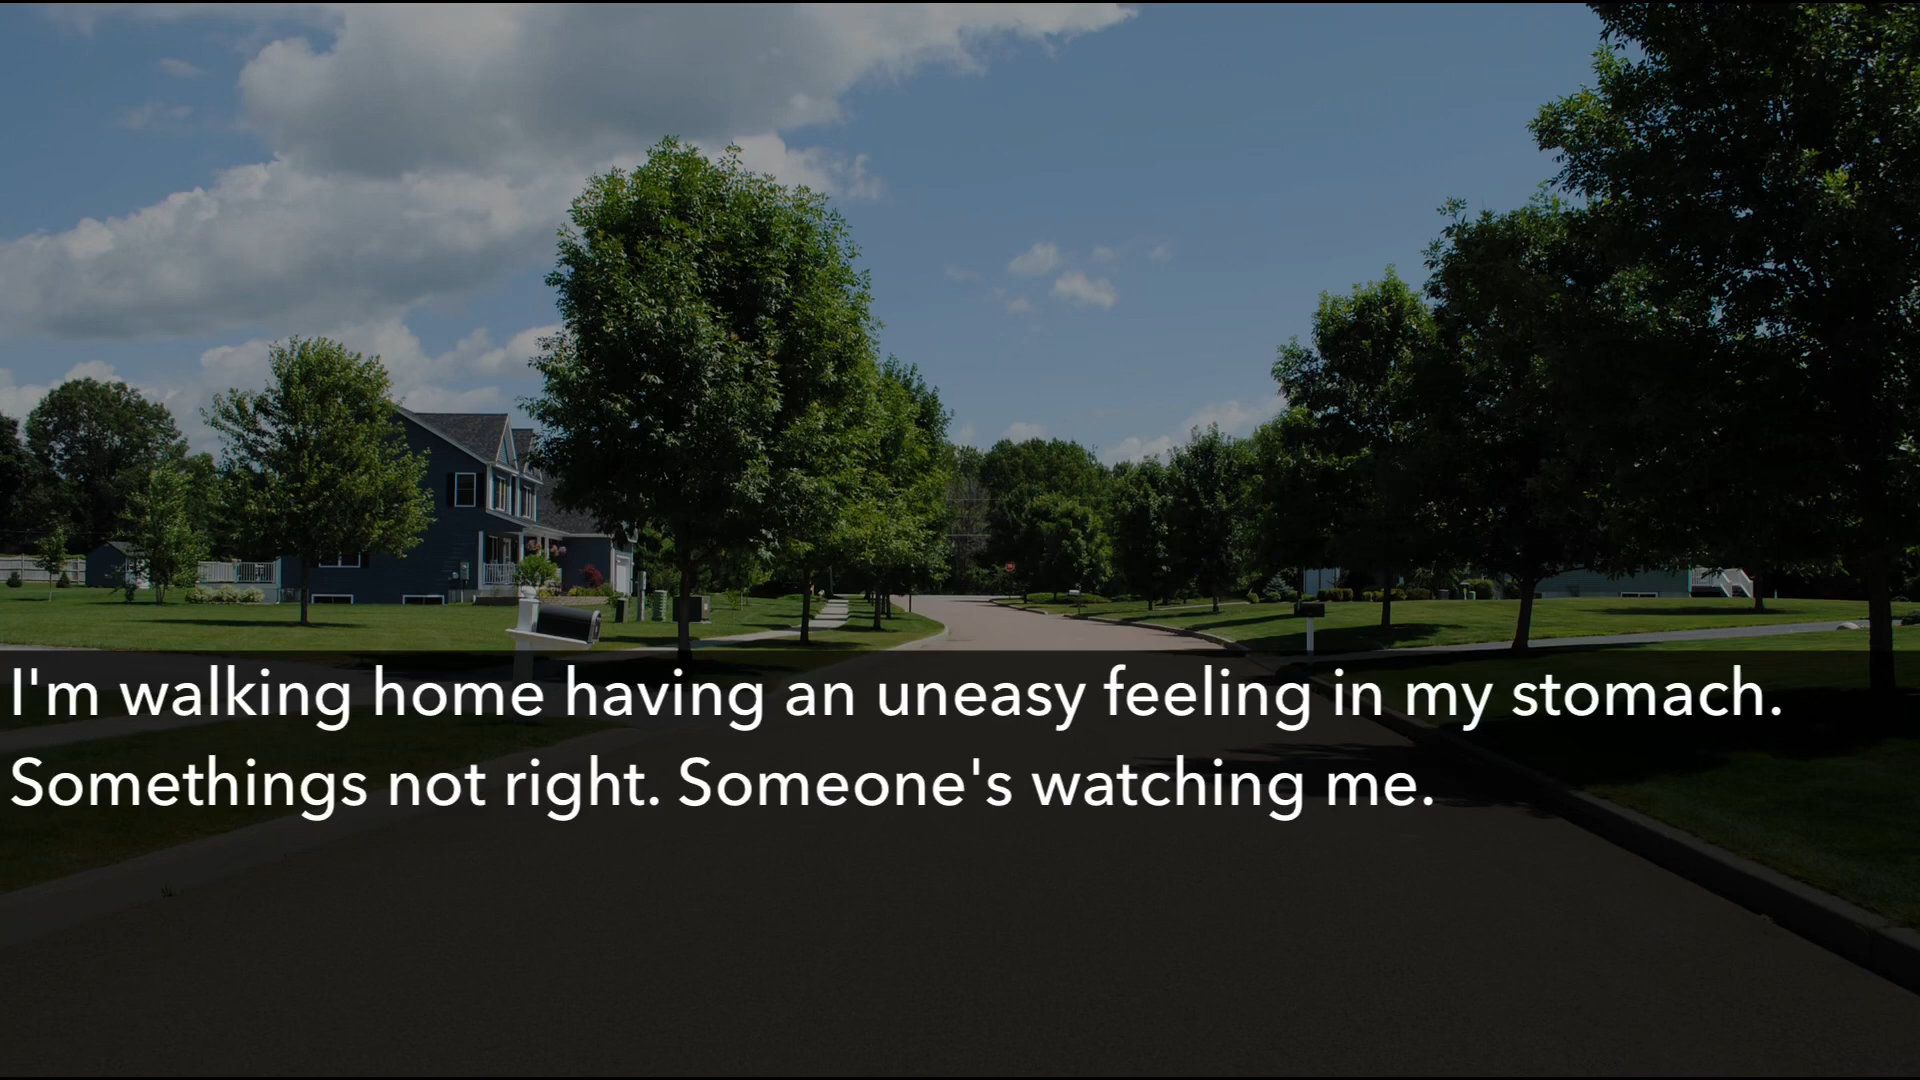 I'm walking home having an uneasy feeling in my stomach.
Somethings not right. Someone's watching me.